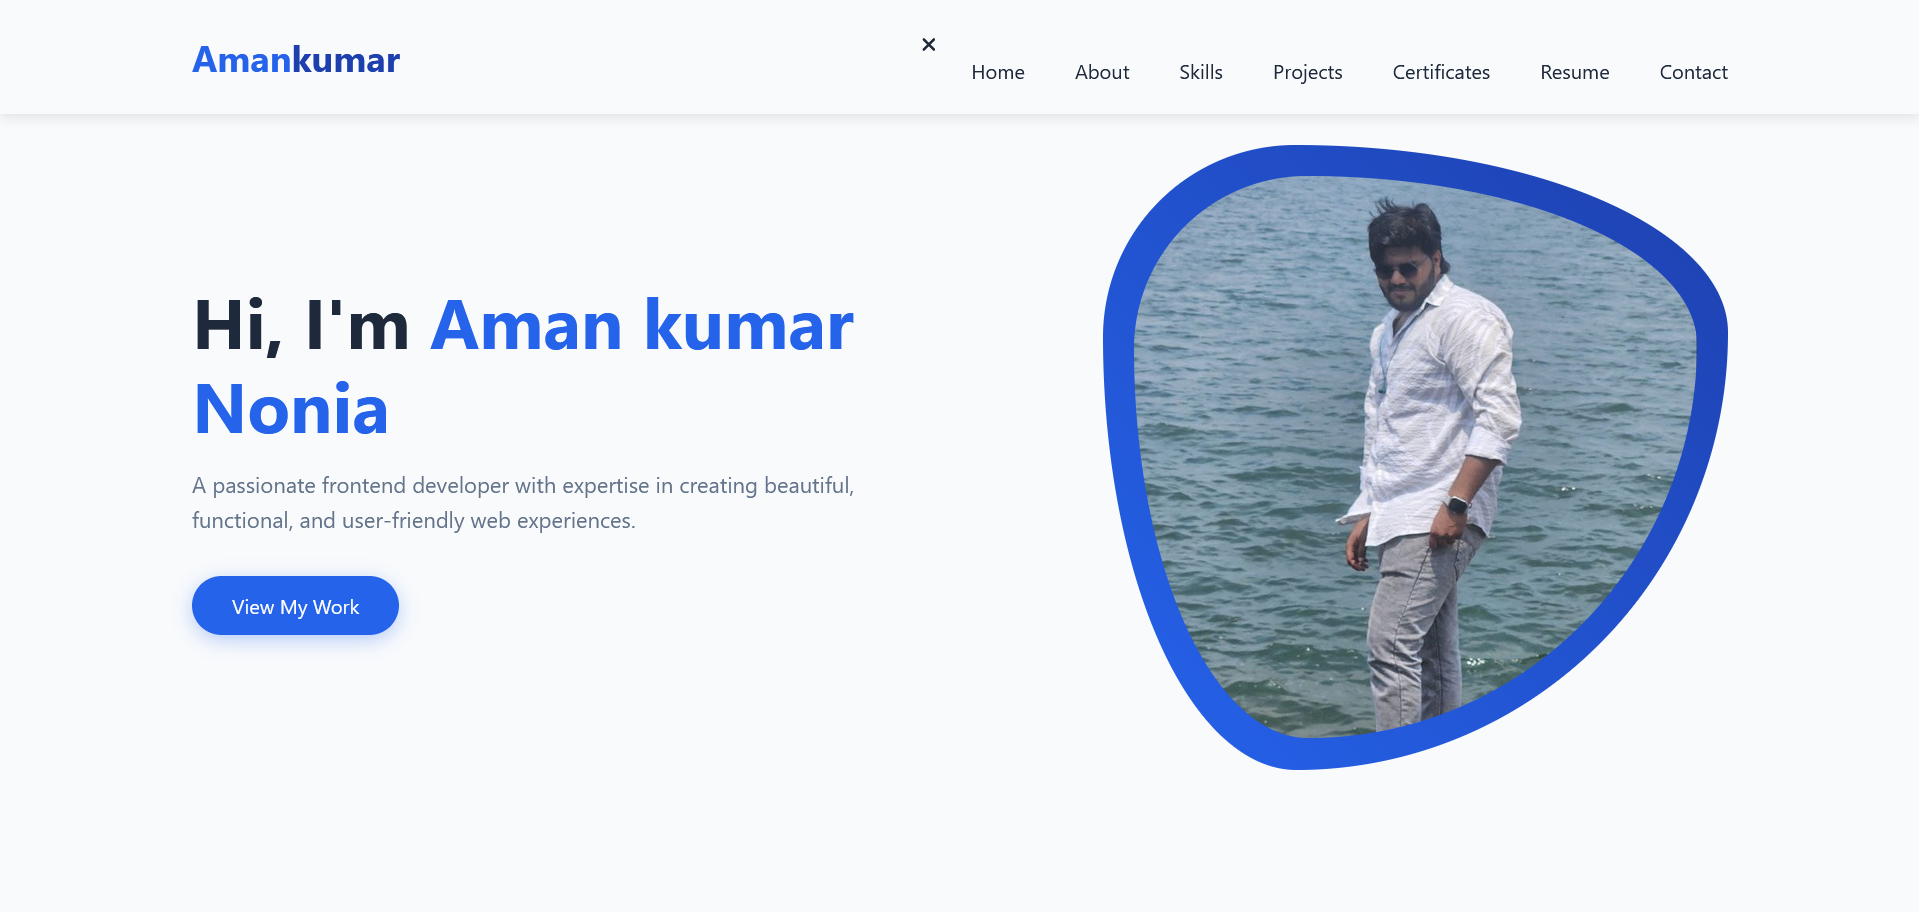 Amankumar
Home About Skills Projects Certificates Resume Contact
Hi, I'm Aman kumar
Nonia
A passionate frontend developer with expertise in creating beautiful,
functional, and user-friendly web experiences.
View My Work